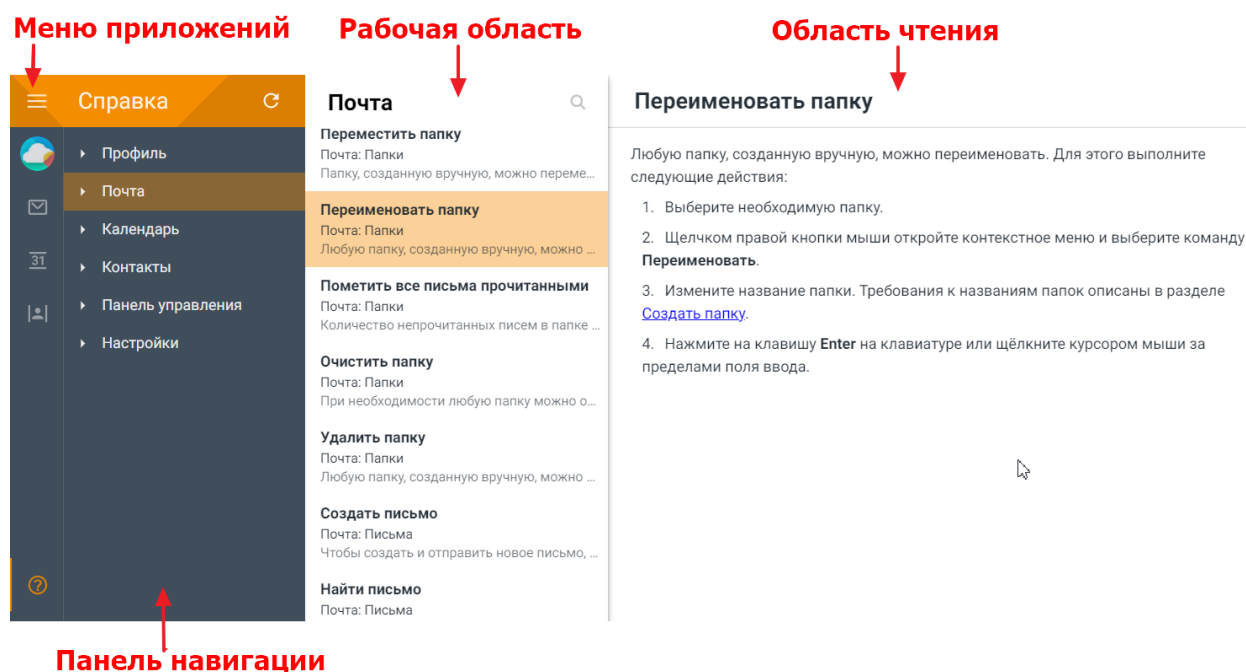 Меню приложений
Рабочая область
Область чтения
Справка
Профиль
Почта
Календарь
Контакты
Панель управления
Настройки
31
Почта
Переместить папку
Почта: Папки
Папку, созданную вручную, можно переме...
Переименовать папку
Почта: Папки
Любую папку, созданную вручную, можно ...
Пометить все письма прочитанными
Почта: Папки
Количество непрочитанных писем в папке ...
Очистить папку
Почта: Папки
При необходимости любую папку можно о...
Удалить папку
Почта: Папки
Любую папку, созданную вручную, можно ...
Создать письмо
Почта: Письма
Чтобы создать и отправить новое письмо, ...
Найти письмо
Почта: Письма
Переименовать папку
Любую папку, созданную вручную, можно переименовать. Для этого выполните
следующие действия:
1. Выберите необходимую папку.
2. Щелчком правой кнопки мыши откройте контекстное меню и выберите команду
Переименовать.
3. Измените название папки. Требования к названиям папок описаны в разделе
Создать папку.
4. Нажмите на клавишу Enter на клавиатуре или щёлкните курсором мыши за
пределами поля ввода.
Панель навигации